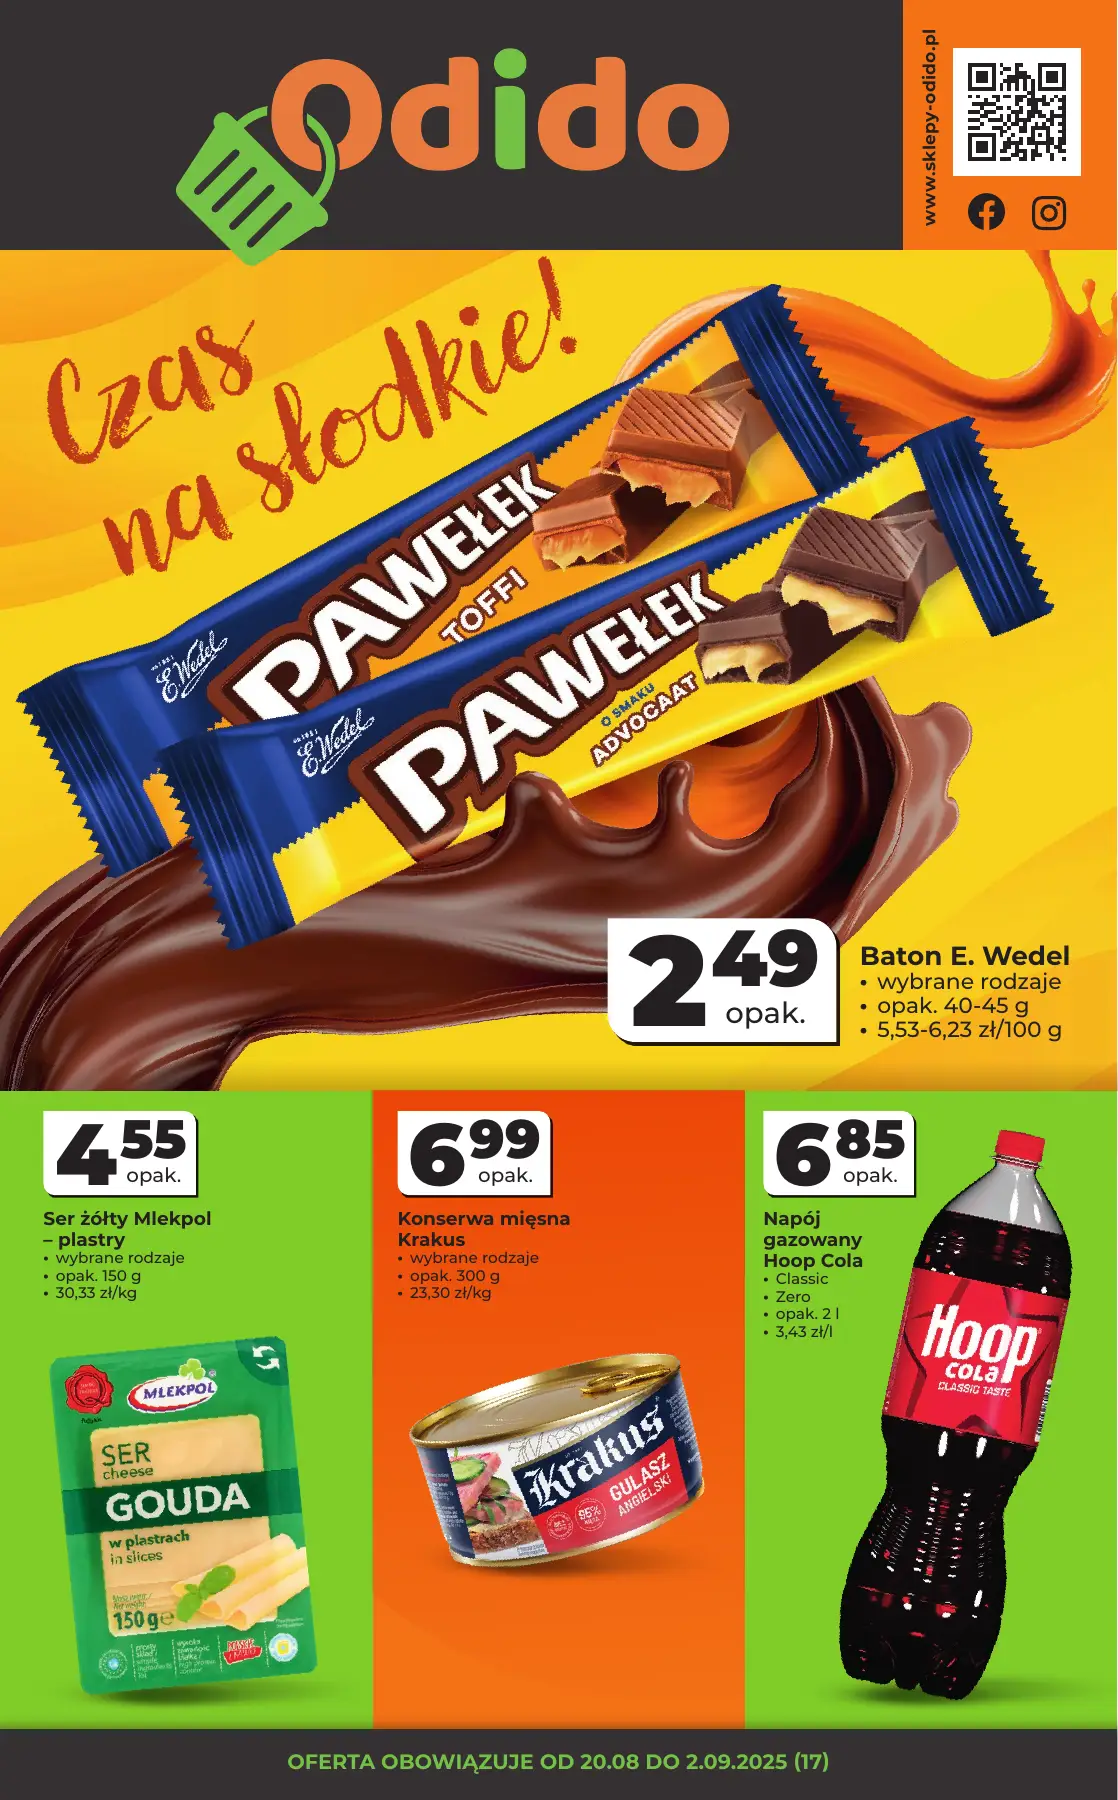 Odido
www.sklepy-odido.pl
Czas
na słodkie!
E.Wedel
PAWEŁEK
TOFFI
E.Wedel
PAWEŁEK
O SMAKU
ADVOCAAT
2 49
opak.
Baton E. Wedel
• wybrane rodzaje
• opak. 40-45 g
• 5,53-6,23 zł/100 g
4 55
opak.
Ser żółty Mlekpol
– plastry
• wybrane rodzaje
• opak. 150 g
• 30,33 zł/kg
MLEKPOL
SER
cheese
GOUDA
w plastrach
in slices
150g e
6 99
opak.
Konserwa mięsna
Krakus
• wybrane rodzaje
• opak. 300 g
• 23,30 zł/kg
Krakus
GULASZ
ANGIELSKI
95%
6 85
opak.
Napój
gazowany
Hoop Cola
• Classic
• Zero
• opak. 2 l
• 3,43 zł/l
Hoop
COLA
CLASSIC TASTE
OFERTA OBOWIĄZUJE OD 20.08 DO 2.09.2025 (17)